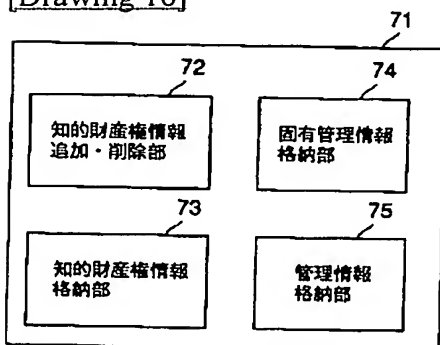 [Drawing 16]
71
72
知的財産権情報
追加・削除部
74
固有管理情報
格納部
73
知的財産権情報
格納部
75
管理情報
格納部